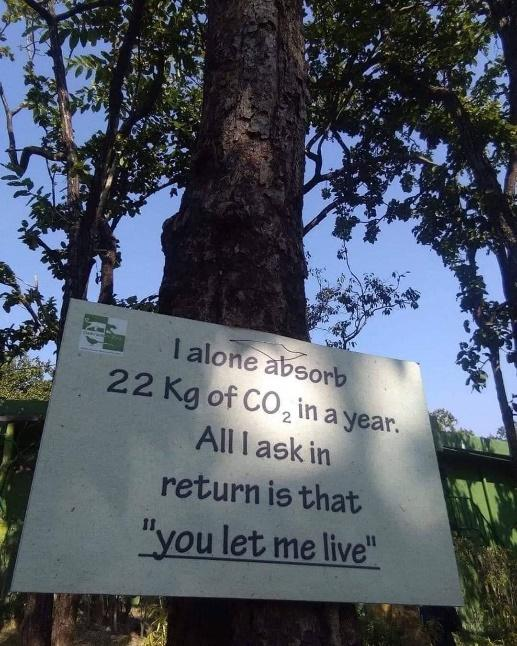 I alone absorb
22 Kg of CO₂ in a year.
All I ask in
return is that
"you let me live"